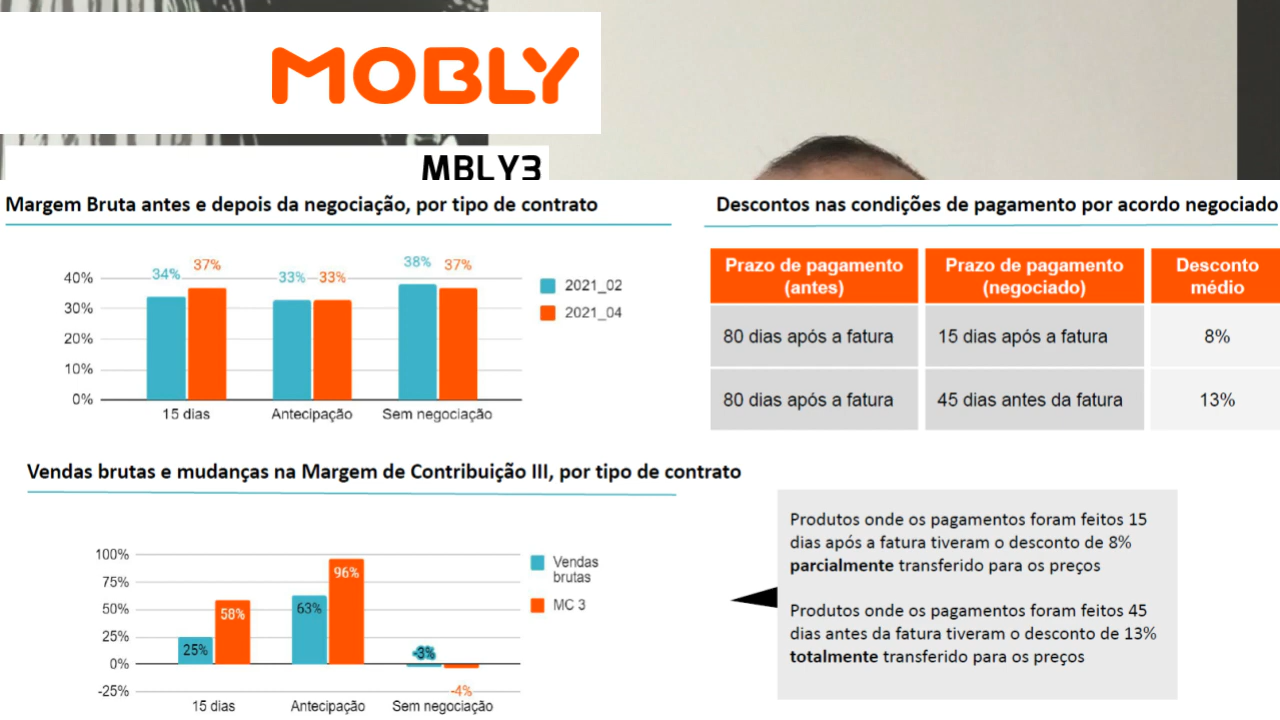 MOBLY
MBLY3
Margem Bruta antes e depois da negociação, por tipo de contrato
34%
37%
33%
33%
38%
37%
40%
30%
20%
10%
0%
15 dias
Antecipação
Sem negociação
2021_02
2021_04
Descontos nas condições de pagamento por acordo negociado
Prazo de pagamento
(antes)
Prazo de pagamento
(negociado)
Desconto
médio
80 dias após a fatura
15 dias após a fatura
8%
80 dias após a fatura
45 dias antes da fatura
13%
Vendas brutas e mudanças na Margem de Contribuição III, por tipo de contrato
100%
75%
50%
25%
0%
-25%
25%
58%
63%
96%
-3%
-4%
15 dias
Antecipação
Sem negociação
Vendas
brutas
MC 3
Produtos onde os pagamentos foram feitos 15
dias após a fatura tiveram o desconto de 8%
parcialmente transferido para os preços
Produtos onde os pagamentos foram feitos 45
dias antes da fatura tiveram o desconto de 13%
totalmente transferido para os preços